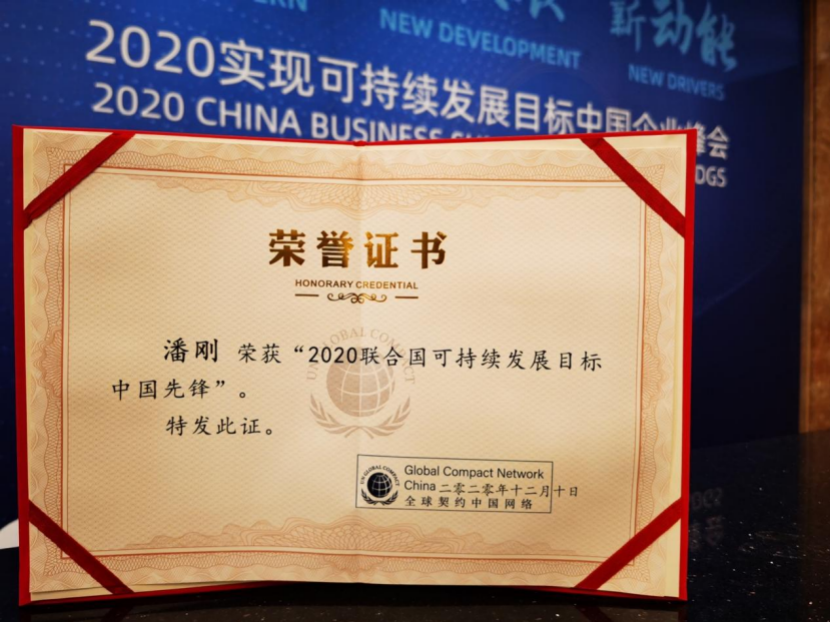 NEW DEVELOPMENT
新动能
NEW DRIVERS
2020实现可持续发展目标中国企业峰会
2020 CHINA BUSINESS
荣誉证书
HONORARY CREDENTIAL
潘刚 荣获“2020联合国可持续发展目标
中国先锋”。
特发此证。
Global Compact Network
China 二零二零年十二月十日
全球契约中国网络